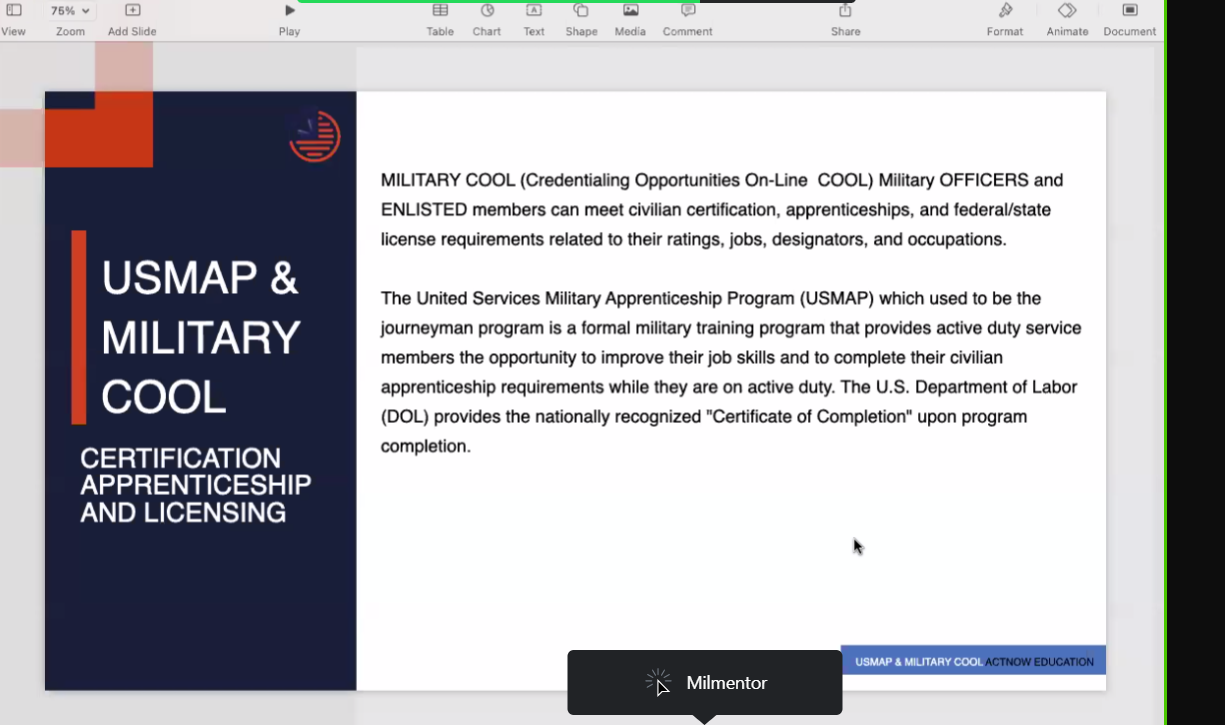 View
75%
Zoom
Add Slide
Play
Table
Chart
Text
Shape
Media
Comment
Share
Format
Animate
Document
USMAP &
MILITARY
COOL
CERTIFICATION
APPRENTICESHIP
AND LICENSING
MILITARY COOL (Credentialing Opportunities On-Line  COOL) Military OFFICERS and
ENLISTED members can meet civilian certification, apprenticeships, and federal/state
license requirements related to their ratings, jobs, designators, and occupations.
The United Services Military Apprenticeship Program (USMAP) which used to be the
journeyman program is a formal military training program that provides active duty service
members the opportunity to improve their job skills and to complete their civilian
apprenticeship requirements while they are on active duty. The U.S. Department of Labor
(DOL) provides the nationally recognized "Certificate of Completion" upon program
completion.
USMAP & MILITARY COOL ACTNOW EDUCATION
Milmentor